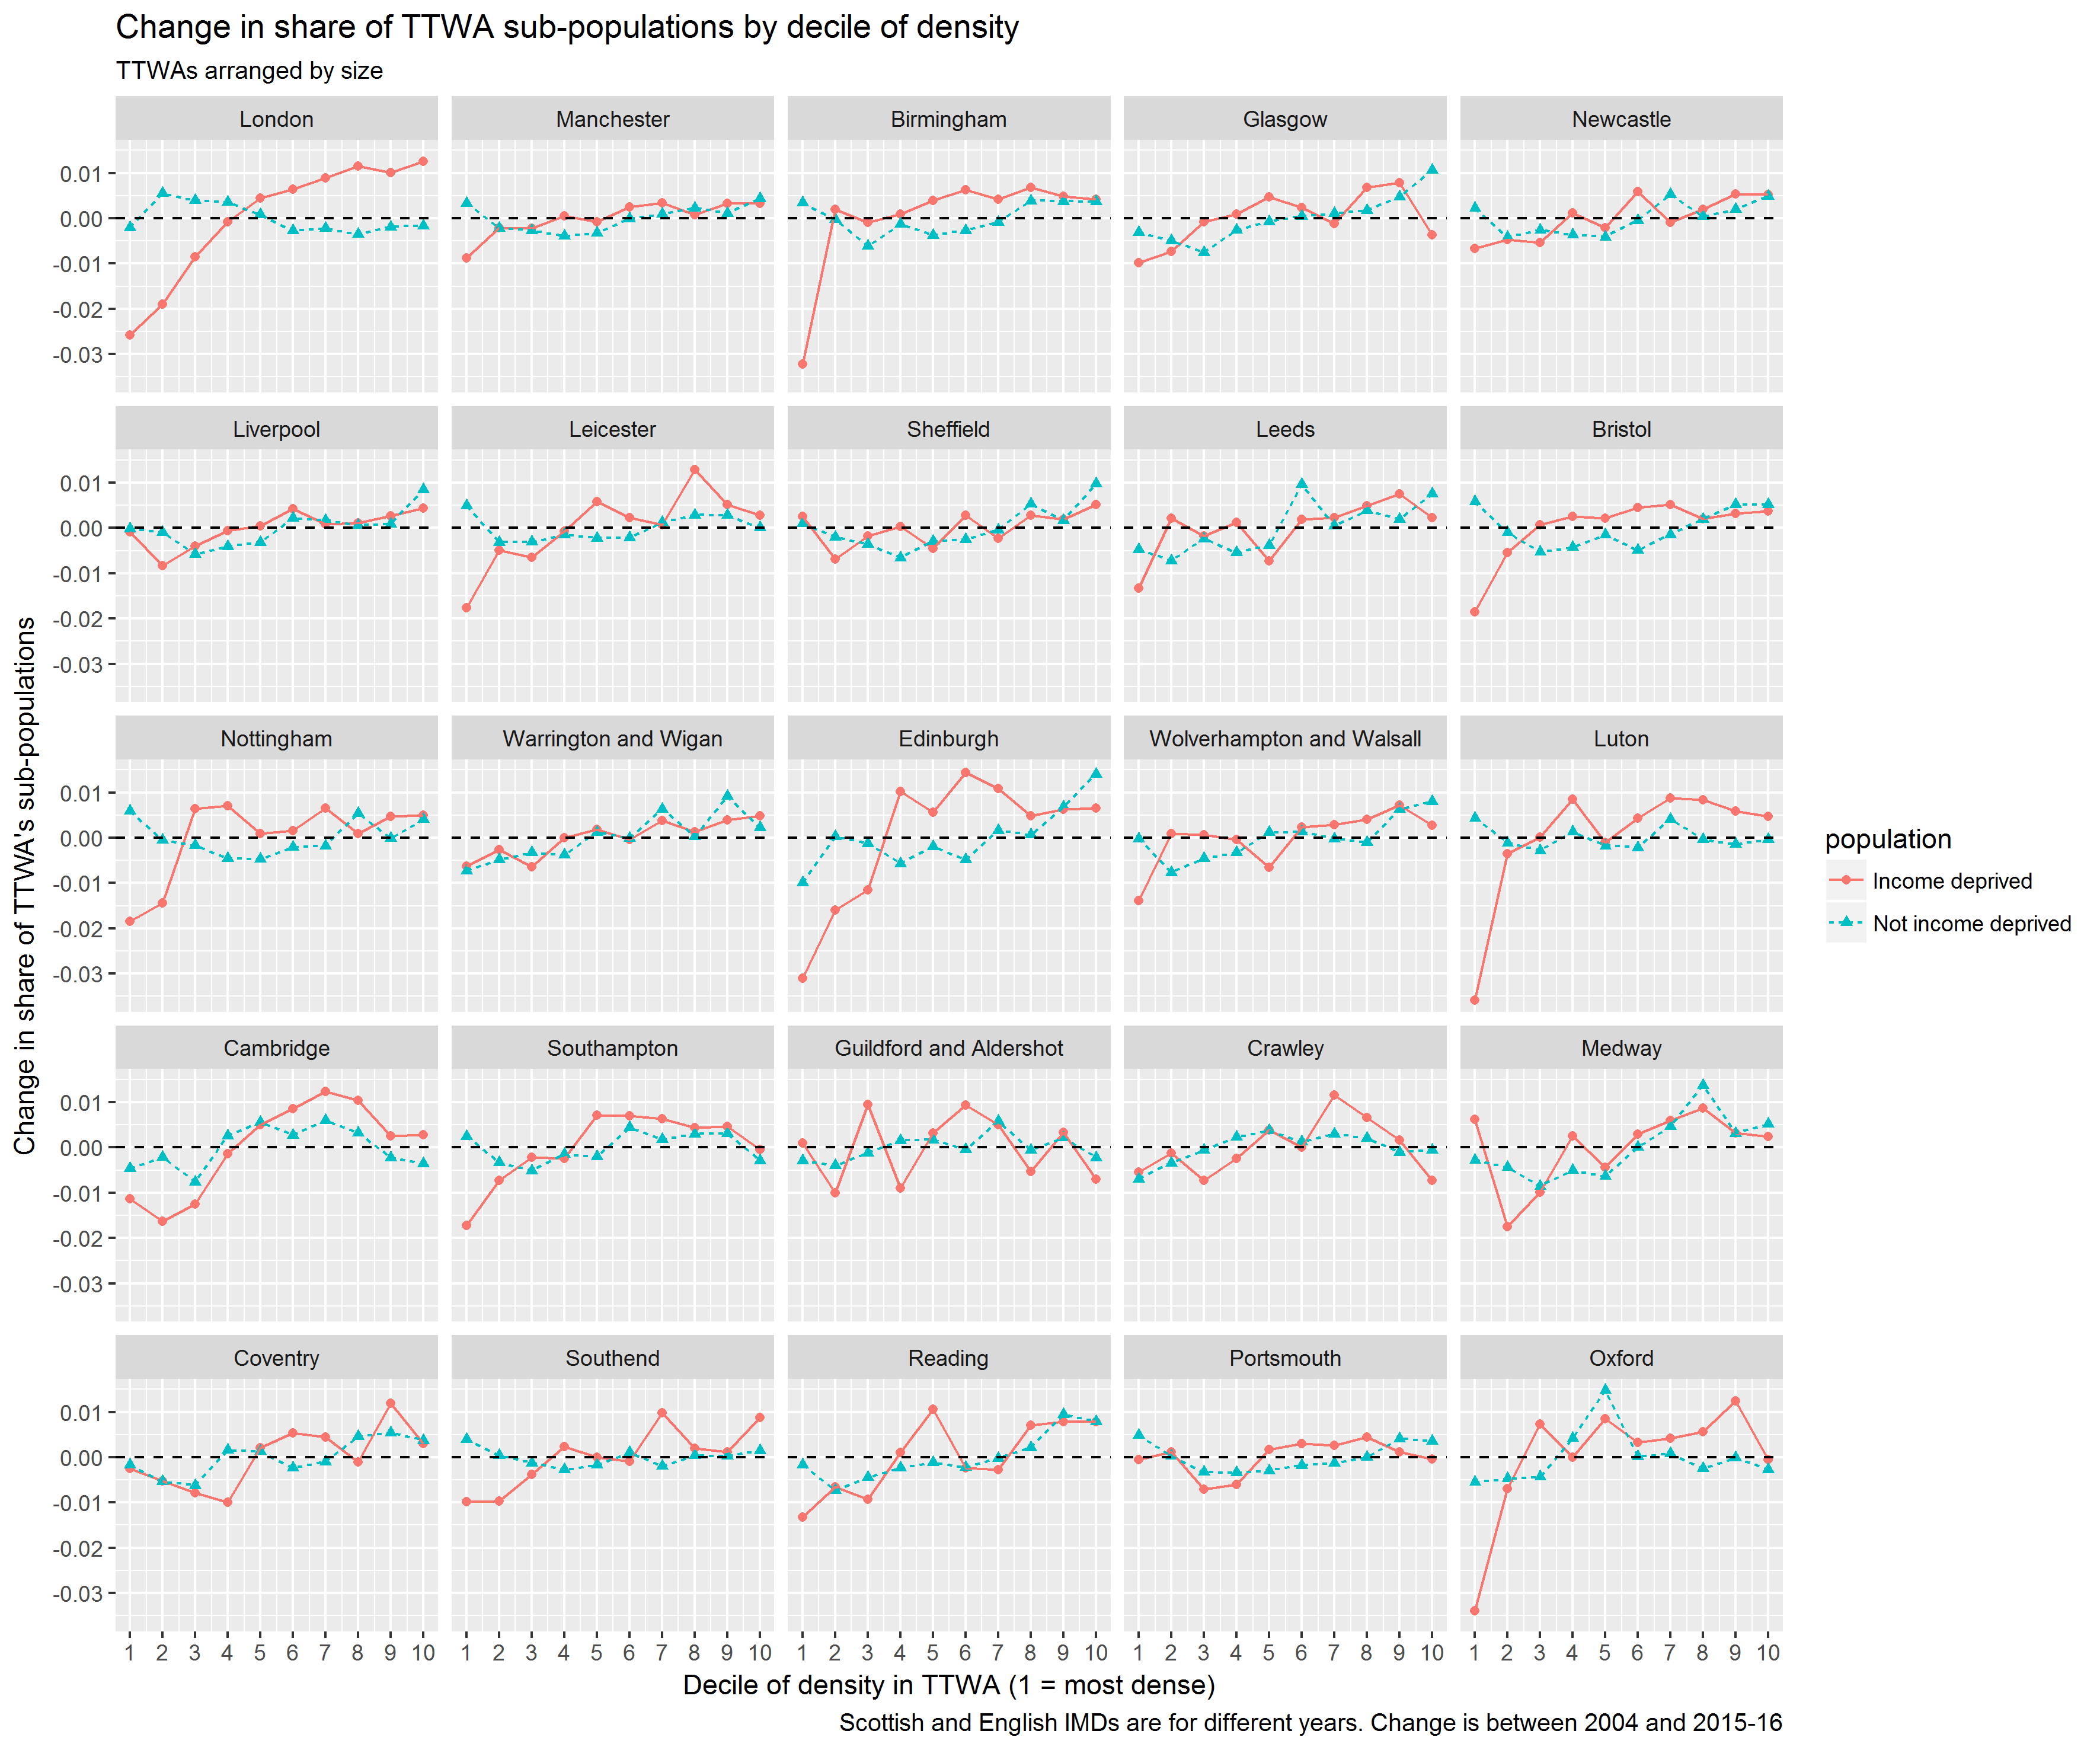 Change in share of TTWA sub-populations by decile of density
TTWAs arranged by size
London Manchester Birmingham Glasgow Newcastle
0.01
0.00
-0.01
-0.02
-0.03
Liverpool Leicester Sheffield Leeds Bristol
0.01
0.00
-0.01
-0.02
-0.03
Nottingham Warrington and Wigan Edinburgh Wolverhampton and Walsall Luton
0.01
0.00
-0.01
-0.02
-0.03
Cambridge Southampton Guildford and Aldershot Crawley Medway
0.01
0.00
-0.01
-0.02
-0.03
Coventry Southend Reading Portsmouth Oxford
0.01
0.00
-0.01
-0.02
-0.03
1 2 3 4 5 6 7 8 9 10 1 2 3 4 5 6 7 8 9 10 1 2 3 4 5 6 7 8 9 10 1 2 3 4 5 6 7 8 9 10 1 2 3 4 5 6 7 8 9 10
Change in share of TTWA's sub-populations
Decile of density in TTWA (1 = most dense)
Scottish and English IMDs are for different years. Change is between 2004 and 2015-16
population
Income deprived
Not income deprived